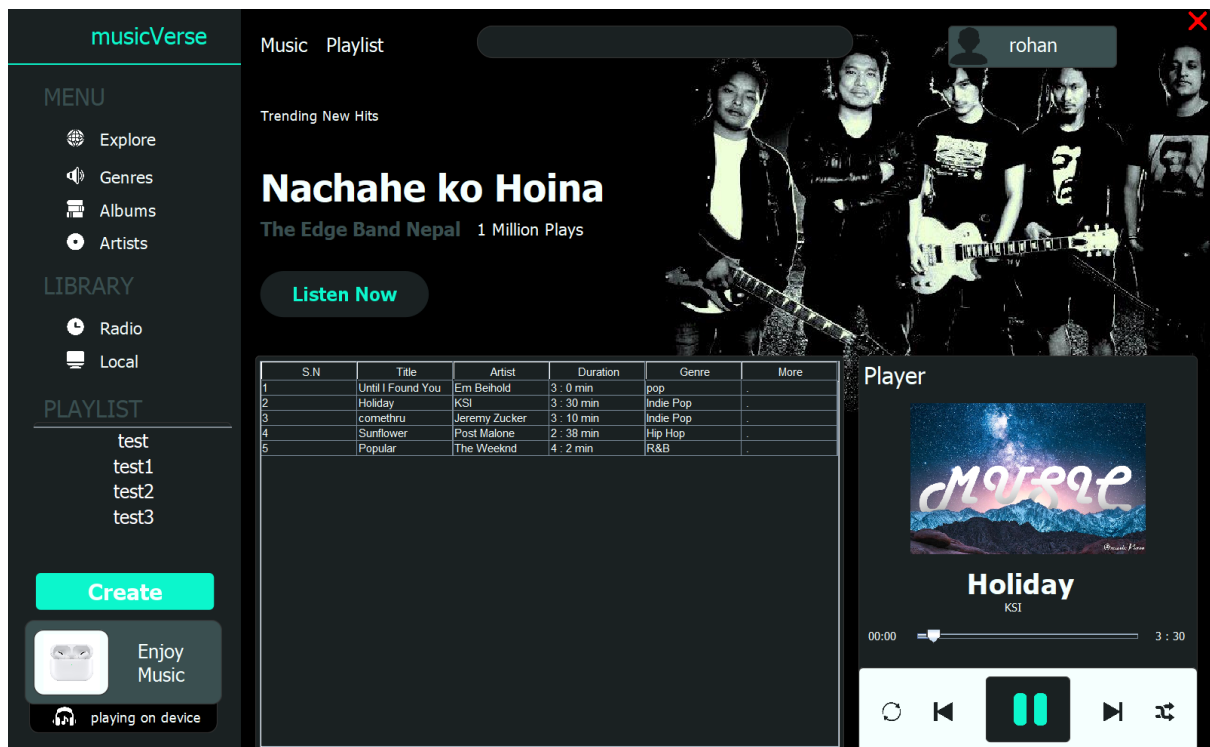 musicVerse
MENU
Explore
Genres
Albums
Artists
LIBRARY
Radio
Local
PLAYLIST
test
test1
test2
test3
Create
Enjoy
Music
playing on device
Music Playlist
rohan
Trending New Hits
Nachahe ko Hoina
The Edge Band Nepal 1 Million Plays
Listen Now
S.N Title Artist Duration Genre More
1 Until I Found You Em Beihold 3 : 0 min pop .
2 Holiday KSI 3 : 30 min Indie Pop .
3 comethru Jeremy Zucker 3 : 10 min Indie Pop .
4 Sunflower Post Malone 2 : 38 min Hip Hop .
5 Popular The Weeknd 4 : 2 min R&B .
Player
MUSIC
Holiday
KSI
00:00 3 : 30